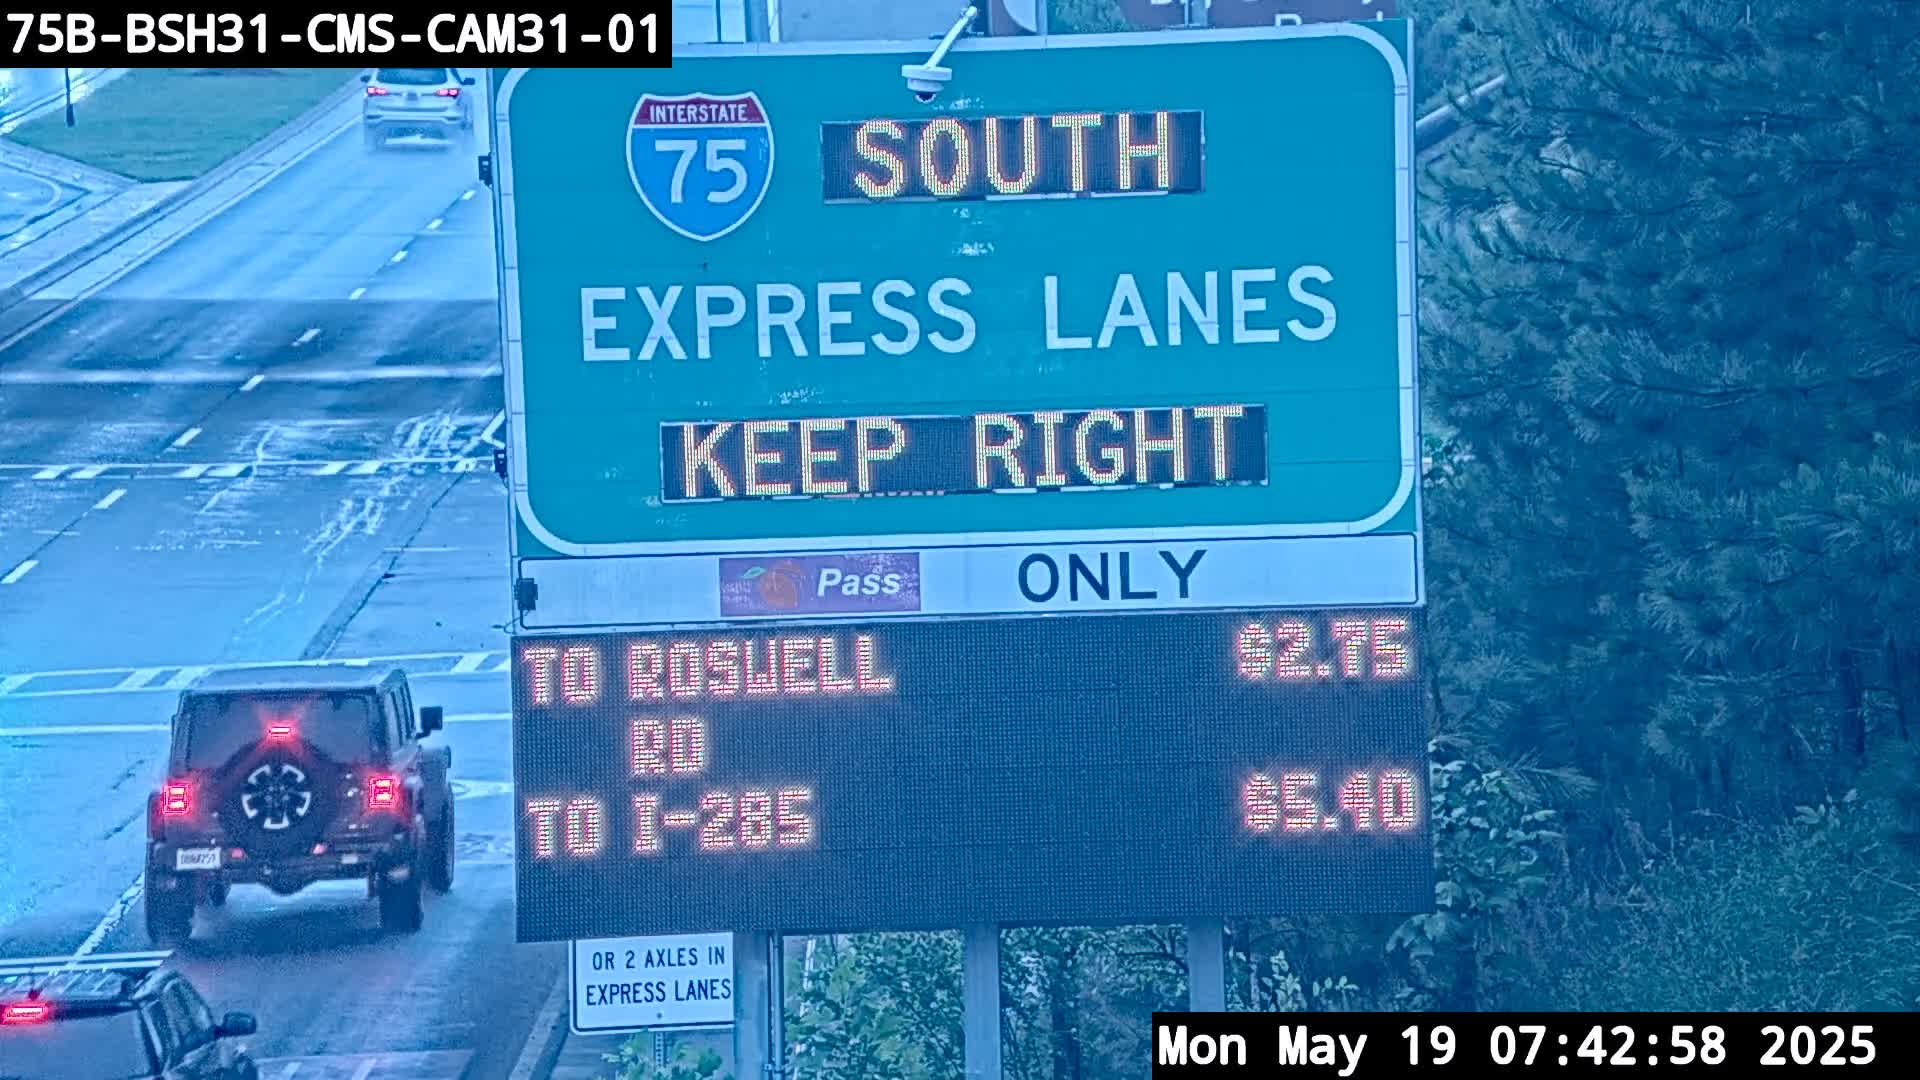 75B-BSH31-CMS-CAM31-01
INTERSTATE
75
SOUTH
EXPRESS LANES
KEEP RIGHT
Pass
ONLY
TO ROSWELL $2.75
RD
TO I-285 $5.40
OR 2 AXLES IN
EXPRESS LANES
Mon May 19 07:42:58 2025